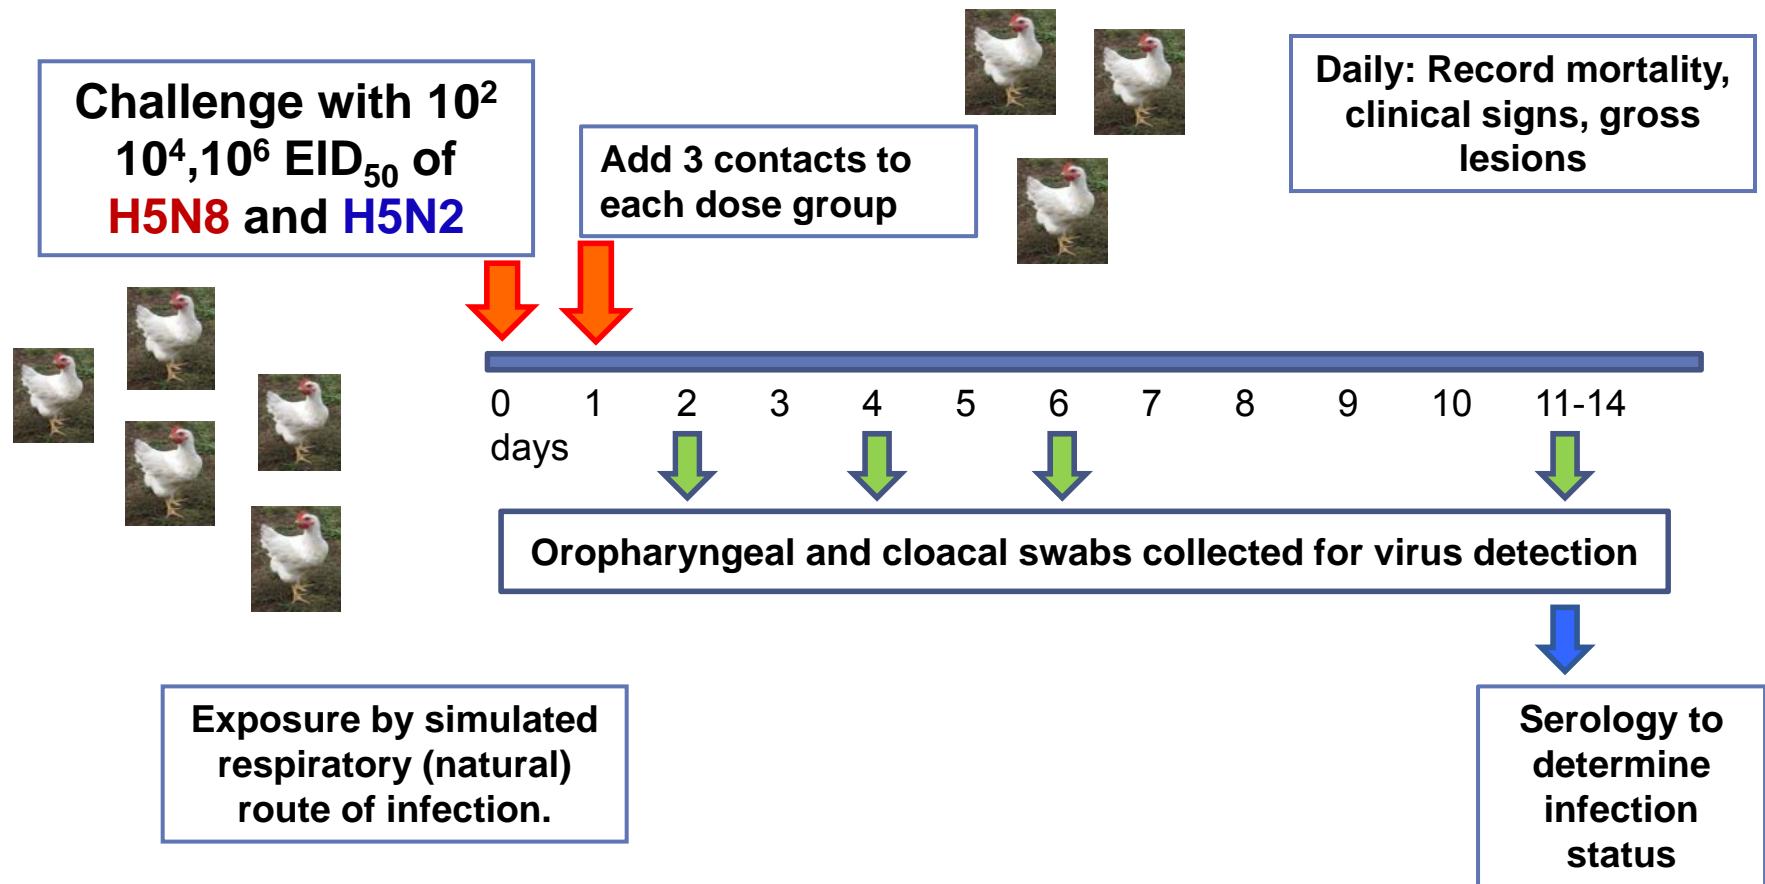 Challenge with 10²
10⁴,10⁶ EID₅₀ of
H5N8 and H5N2
Add 3 contacts to
each dose group
Daily: Record mortality,
clinical signs, gross
lesions
0 1 2 3 4 5 6 7 8 9 10 11-14
days
Oropharyngeal and cloacal swabs collected for virus detection
Exposure by simulated
respiratory (natural)
route of infection.
Serology to
determine
infection
status